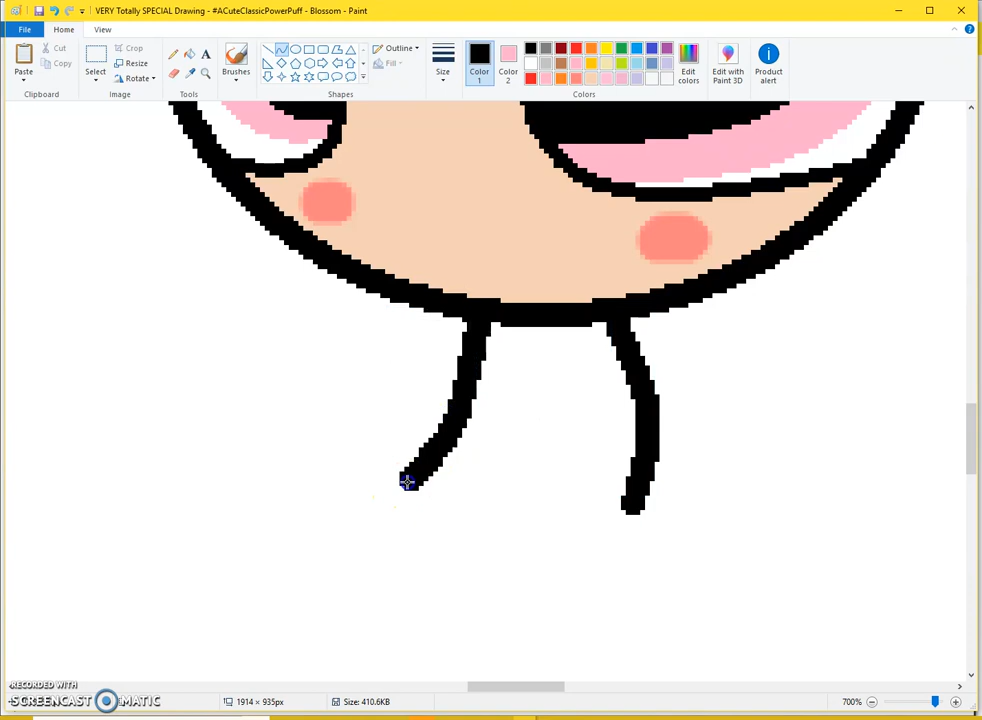 VERY Totally SPECIAL Drawing - #ACuteClassicPowerPuff - Blossom - Paint
File
Home
View
Paste
Cut
Copy
Clipboard
Select
Crop
Resize
Rotate
Image
A
Tools
Brushes
Shapes
Outline
Fill
Size
Color 1
Color 2
Colors
Edit colors
Edit with Paint 3D
Product alert
RECORDED WITH
SCREENCAST MATIC
1914 × 935px
Size: 410.6KB
700%